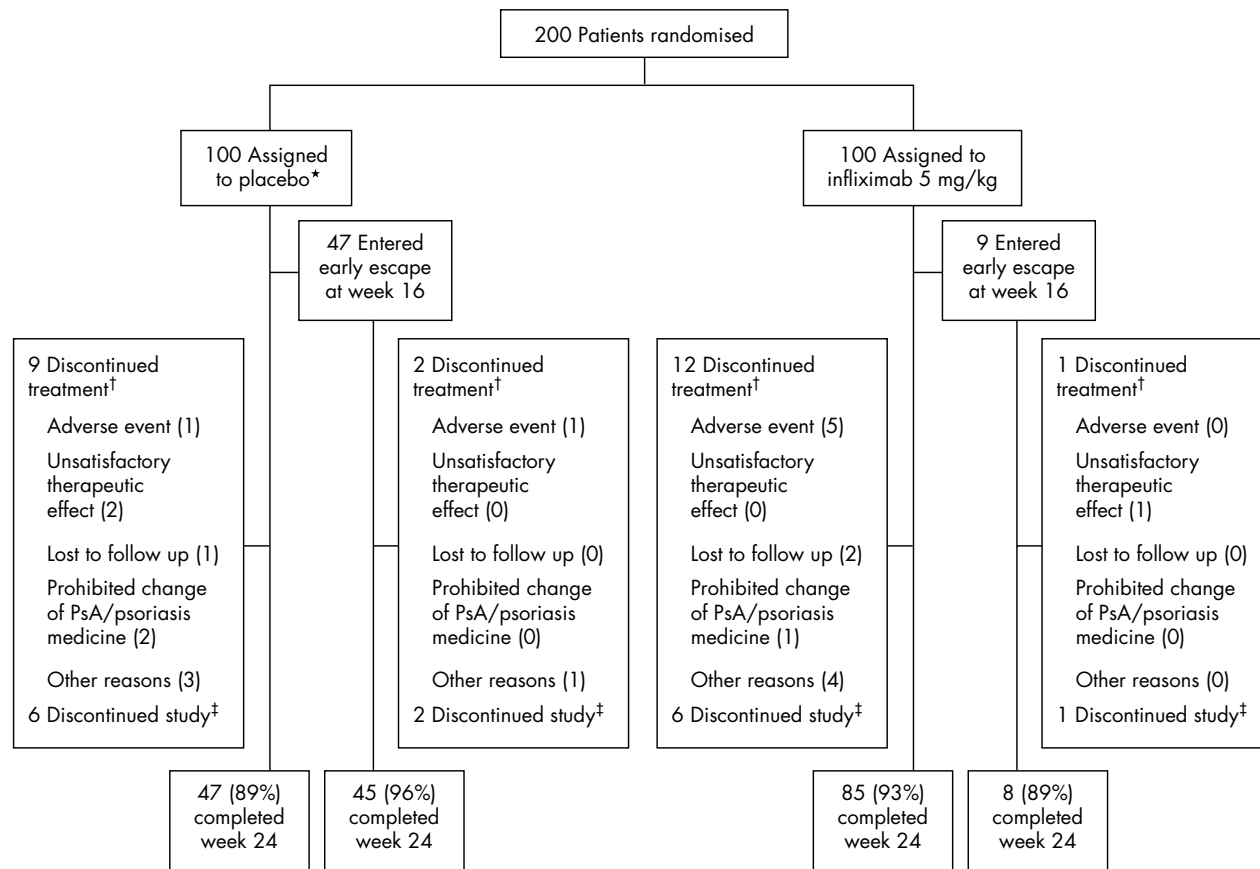 200 Patients randomised
100 Assigned
to placebo*
100 Assigned to
infliximab 5 mg/kg
47 Entered
early escape
at week 16
9 Entered
early escape
at week 16
9 Discontinued
treatment†
Adverse event (1)
Unsatisfactory
therapeutic
effect (2)
Lost to follow up (1)
Prohibited change
of PsA/psoriasis
medicine (2)
Other reasons (3)
6 Discontinued study‡
2 Discontinued
treatment†
Adverse event (1)
Unsatisfactory
therapeutic
effect (0)
Lost to follow up (0)
Prohibited change
of PsA/psoriasis
medicine (0)
Other reasons (1)
2 Discontinued study‡
12 Discontinued
treatment†
Adverse event (5)
Unsatisfactory
therapeutic
effect (0)
Lost to follow up (2)
Prohibited change
of PsA/psoriasis
medicine (1)
Other reasons (4)
6 Discontinued study‡
1 Discontinued
treatment†
Adverse event (0)
Unsatisfactory
therapeutic
effect (1)
Lost to follow up (0)
Prohibited change
of PsA/psoriasis
medicine (0)
Other reasons (0)
1 Discontinued study‡
47 (89%)
completed
week 24
45 (96%)
completed
week 24
85 (93%)
completed
week 24
8 (89%)
completed
week 24